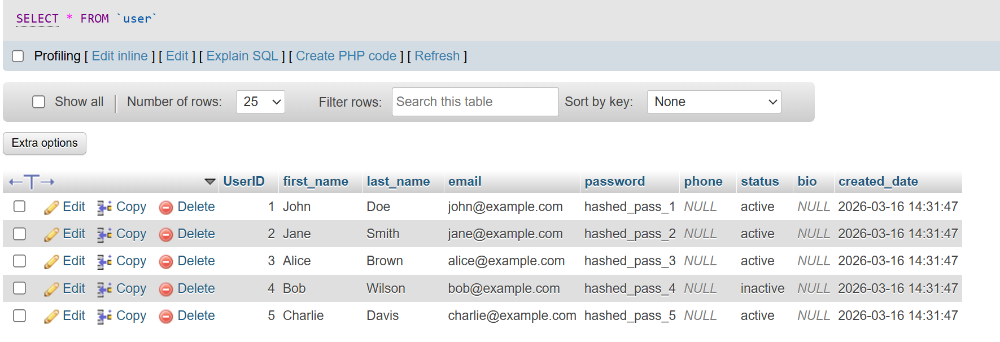 SELECT * FROM `user`
Profiling [ Edit inline ] [ Edit ] [ Explain SQL ] [ Create PHP code ] [ Refresh ]
Show all Number of rows: 25 Filter rows: Search this table Sort by key: None
Extra options
UserID first_name last_name email password phone status bio created_date
Edit Copy Delete 1 John Doe john@example.com hashed_pass_1 NULL active NULL 2026-03-16 14:31:47
Edit Copy Delete 2 Jane Smith jane@example.com hashed_pass_2 NULL active NULL 2026-03-16 14:31:47
Edit Copy Delete 3 Alice Brown alice@example.com hashed_pass_3 NULL active NULL 2026-03-16 14:31:47
Edit Copy Delete 4 Bob Wilson bob@example.com hashed_pass_4 NULL inactive NULL 2026-03-16 14:31:47
Edit Copy Delete 5 Charlie Davis charlie@example.com hashed_pass_5 NULL active NULL 2026-03-16 14:31:47